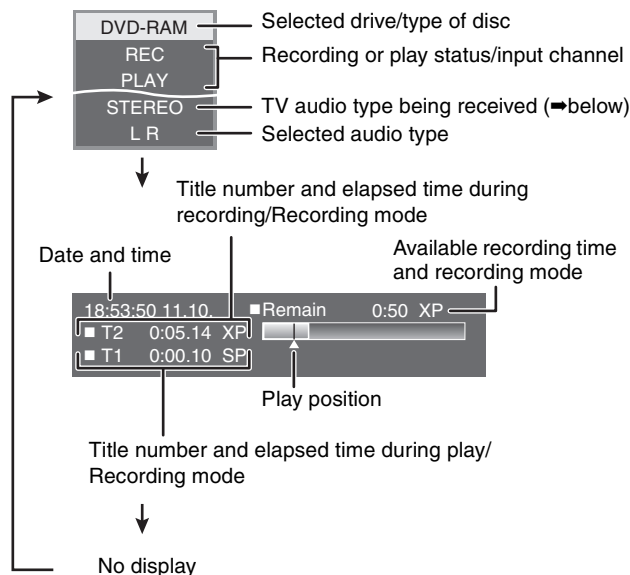 DVD-RAM
Selected drive/type of disc
REC
PLAY
Recording or play status/input channel
STEREO
TV audio type being received (➡below)
L R
Selected audio type
Title number and elapsed time during
recording/Recording mode
Date and time
Available recording time
and recording mode
18:53:50 11.10.
■ Remain 0:50 XP
■ T2 0:05.14 XP
■ T1 0:00.10 SP
Play position
Title number and elapsed time during play/
Recording mode
No display